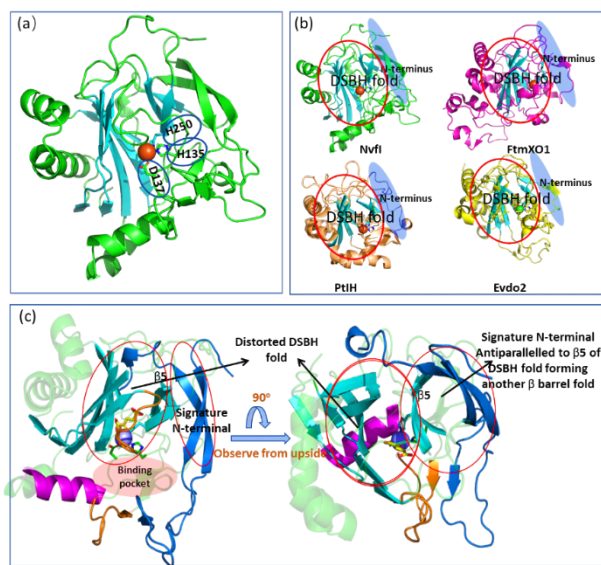 (a)
H250
H135
D137
(b)
N-terminus
DSBH fold
NvfI
N-terminus
DSBH fold
FtmXO1
N-terminus
DSBH fold
PtlH
N-terminus
DSBH fold
Evdo2
(c)
β5
Signature
N-terminal
Binding
pocket
Distorted DSBH
fold
90°
Observe from upside
β5
Signature N-terminal
Antiparallelled to β5 of
DSBH fold forming
another β barrel fold